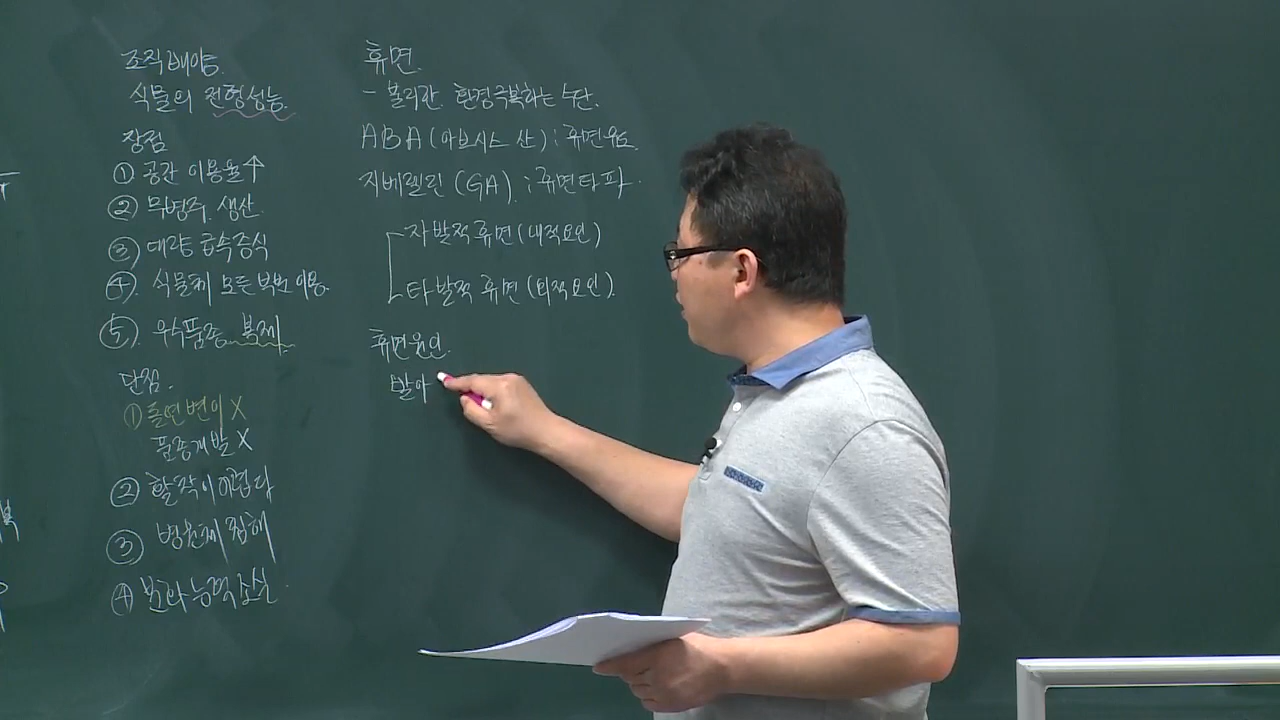 조직배양.
식물의 전형성능.
장점
① 공간 이용율↑
② 무병주. 생산
③ 대량 급속증식
④. 식물체 모든 부번 이용.
⑤. 우수품종 복제
단점.
① 돌연변이 X
품종개발 X
② 활착이 어렵다
③ 병원체 침해
④ 분화능력 소실.
휴면.
- 불리한. 환경극복하는 수단.
ABA (아브시스 산) : 휴면유도.
지베렐린 (GA). : 휴면타파.
자발적 휴면 (내적요인)
타발적 휴면 (외적요인).
휴면원인.
발아